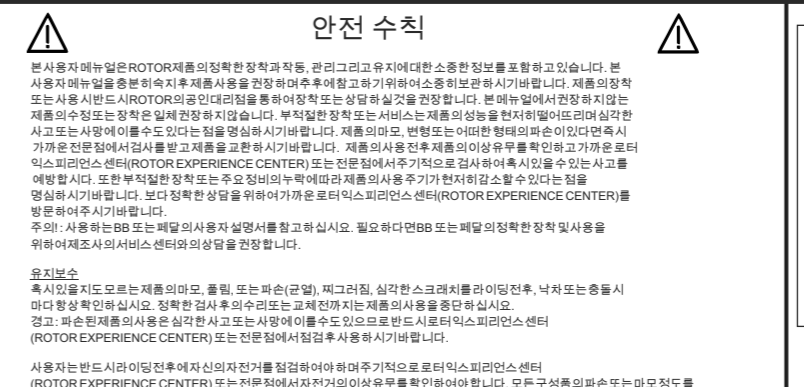 안전 수칙
본사용자메뉴얼은ROTOR제품의정확한장착과작동, 관리그리고유지에대한소중한정보를포함하고있습니다. 본
사용자메뉴얼을충분히숙지후제품사용을권장하며추후에참고하기위하여소중히보관하시기바랍니다. 제품의장착
또는사용시반드시ROTOR의공인대리점을통하여장착또는상담하실것을권장합니다. 본메뉴얼에서권장하지않는
제품의수정또는장착은일체권장하지않습니다. 부적절한장착또는서비스는제품의성능을현저히떨어뜨리며심각한
사고또는사망에이를수도있다는점을명심하시기바랍니다. 제품의마모, 변형또는어떠한형태의파손이있다면즉시
가까운전문점에서검사를받고제품을교환하시기바랍니다. 제품의사용전후제품의이상유무를확인하고가까운로터
익스피리언스센터(ROTOR EXPERIENCE CENTER) 또는전문점에서주기적으로검사하여혹시있을수있는사고를
예방합시다. 또한부적절한장착또는주요정비의누락에따라제품의사용주기가현저히감소할수있다는점을
명심하시기바랍니다. 보다정확한상담을위하여가까운로터익스피리언스센터(ROTOR EXPERIENCE CENTER)를
방문하여주시기바랍니다.
주의! : 사용하는BB 또는페달의사용자설명서를참고하십시요. 필요하다면BB 또는페달의정확한장착및사용을
위하여제조사의서비스센터와의상담을권장합니다.
유지보수
혹시있을지도모르는제품의마모, 풀림, 또는파손(균열), 찌그러짐, 심각한스크래치를라이딩전후, 낙차또는충돌시
마다항상확인하십시요. 정확한검사후의수리또는교체전까지는제품의사용을중단하십시요.
경고: 파손된제품의사용은심각한사고또는사망에이를수도있으므로반드시로터익스피리언스센터
(ROTOR EXPERIENCE CENTER) 또는전문점에서점검후사용하시기바랍니다.
사용자는반드시라이딩전후에자신의자전거를점검하여야하며주기적으로로터익스피리언스센터
(ROTOR EXPERIENCE CENTER) 또는전문점에서자전거의이상유무를확인하여야합니다. 모든구성품의파손또는마모정도를